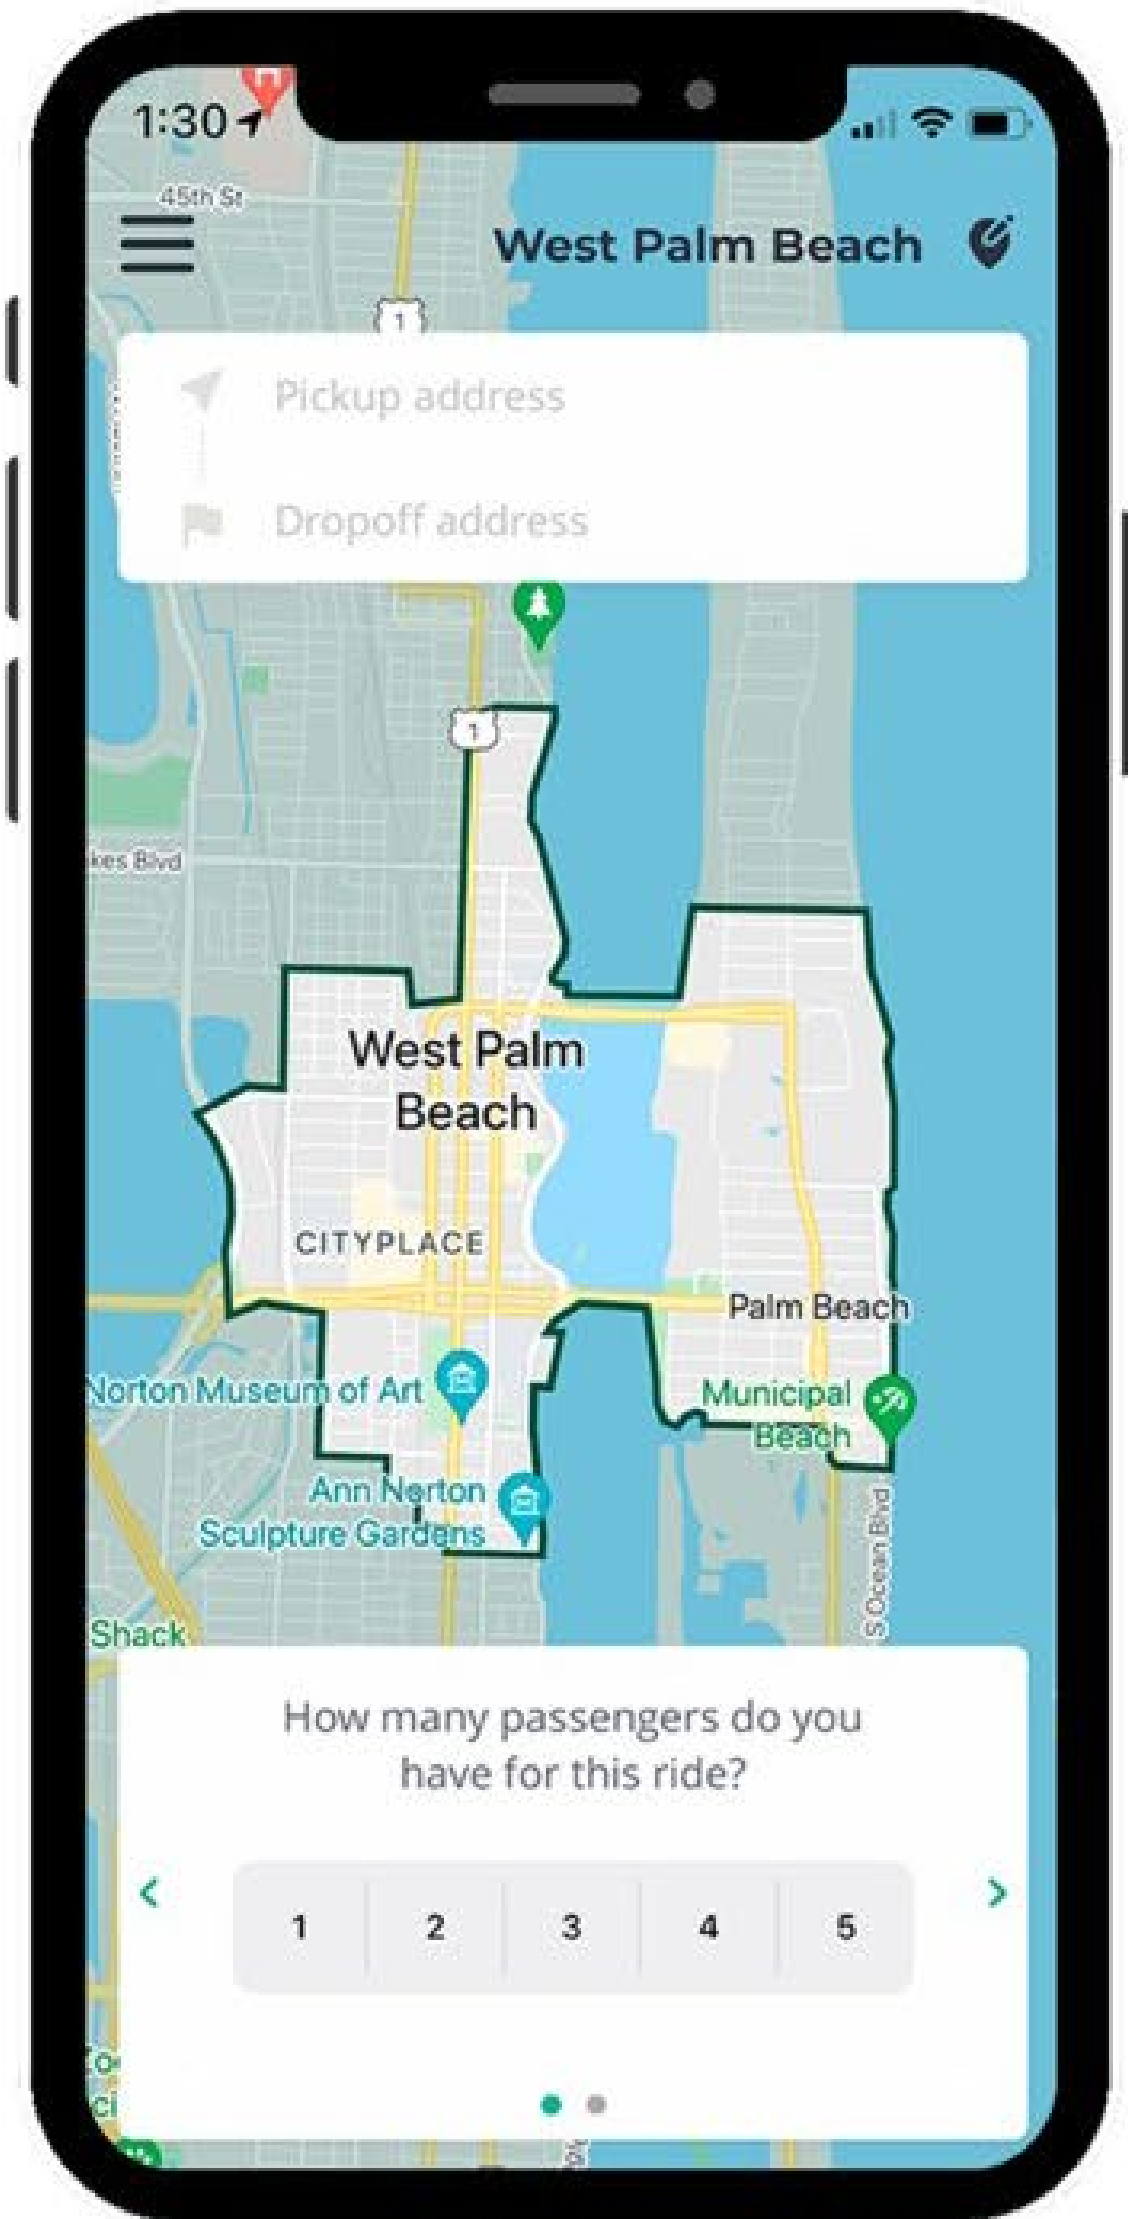 1:30
45th St
West Palm Beach
1
Pickup address
Dropoff address
1
kes Blvd
West Palm
Beach
CITYPLACE
Palm Beach
Norton Museum of Art
Municipal
Beach
Ann Norton
Sculpture Gardens
S Ocean Blvd
Shack
How many passengers do you
have for this ride?
1 2 3 4 5